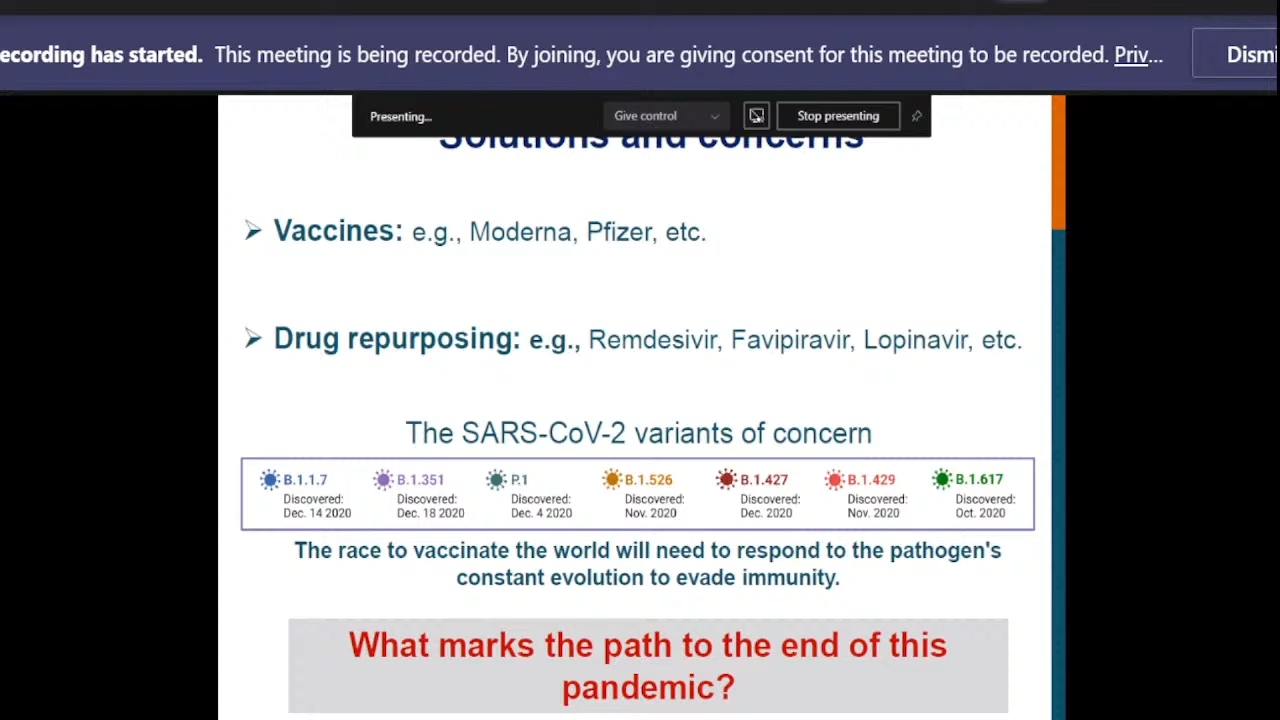 ecording has started. This meeting is being recorded. By joining, you are giving consent for this meeting to be recorded. Priv... Dismi
Presenting... Give control Stop presenting
Solutions and concerns
Vaccines: e.g., Moderna, Pfizer, etc.
Drug repurposing: e.g., Remdesivir, Favipiravir, Lopinavir, etc.
The SARS-CoV-2 variants of concern
B.1.1.7 B.1.351 P.1 B.1.526 B.1.427 B.1.429 B.1.617
Discovered: Discovered: Discovered: Discovered: Discovered: Discovered: Discovered:
Dec. 14 2020 Dec. 18 2020 Dec. 4 2020 Nov. 2020 Dec. 2020 Nov. 2020 Oct. 2020
The race to vaccinate the world will need to respond to the pathogen's
constant evolution to evade immunity.
What marks the path to the end of this
pandemic?